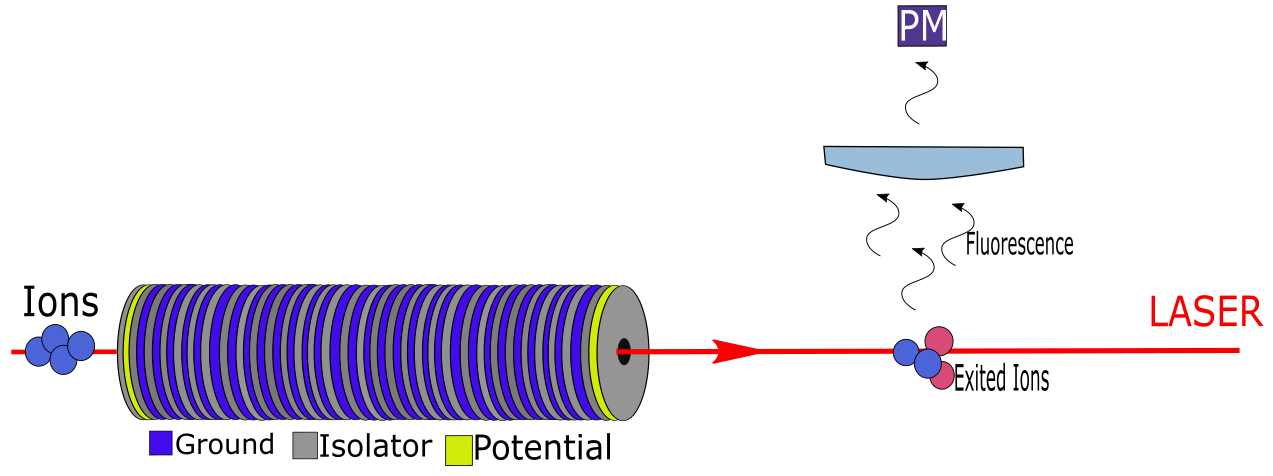 PM
Fluorescence
Ions
LASER
Exited Ions
Ground
Isolator
Potential